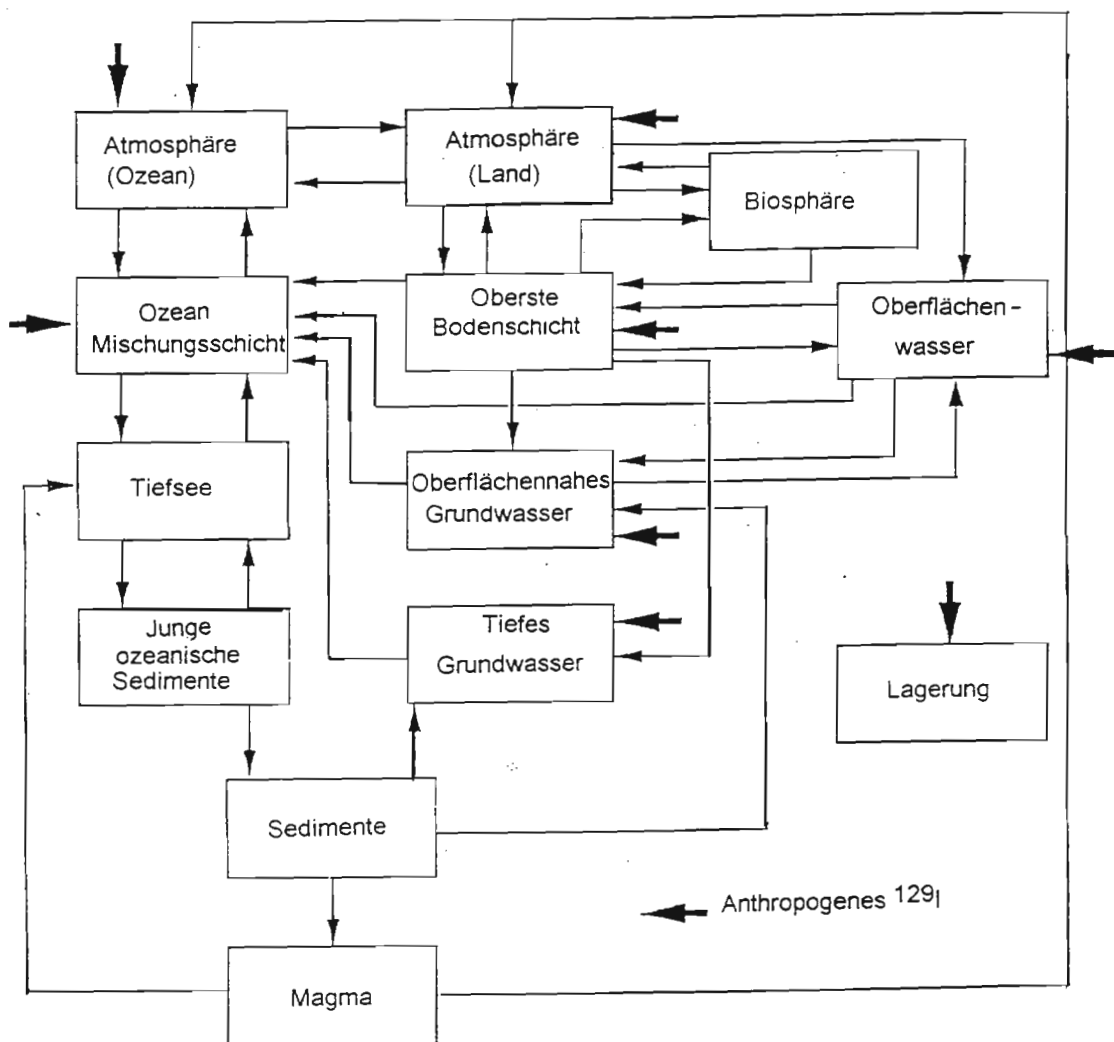 Atmosphäre
(Ozean)
Atmosphäre
(Land)
Biosphäre
Ozean
Mischungsschicht
Oberste
Bodenschicht
Oberflächen-
wasser
Tiefsee
Oberflächennahes
Grundwasser
Junge
ozeanische
Sedimente
Tiefes
Grundwasser
Lagerung
Sedimente
Anthropogenes 129I
Magma